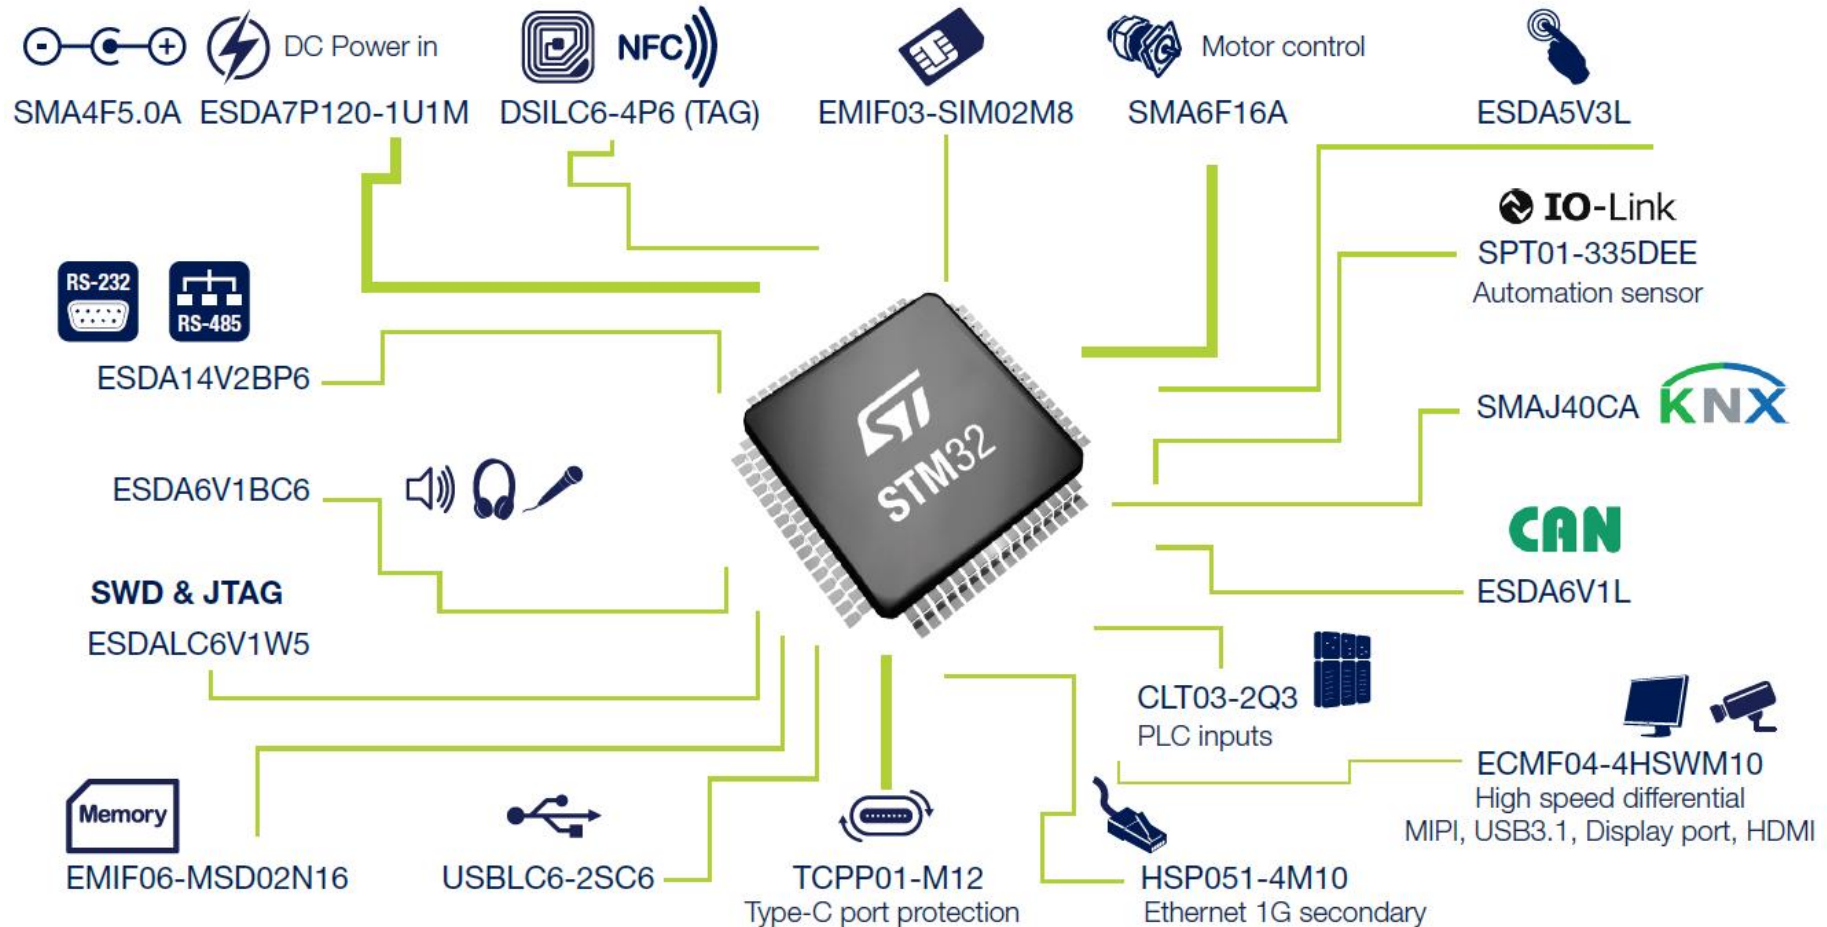 DC Power in
NFC
Motor control
SMA4F5.0A
ESDA7P120-1U1M
DSILC6-4P6 (TAG)
EMIF03-SIM02M8
SMA6F16A
ESDA5V3L
IO-Link
SPT01-335DEE
Automation sensor
RS-232
RS-485
ESDA14V2BP6
SMAJ40CA
KNX
ST
STM32
ESDA6V1BC6
CAN
ESDA6V1L
SWD & JTAG
ESDALC6V1W5
CLT03-2Q3
PLC inputs
ECMF04-4HSWM10
High speed differential
MIPI, USB3.1, Display port, HDMI
Memory
EMIF06-MSD02N16
USBLC6-2SC6
TCPP01-M12
Type-C port protection
HSP051-4M10
Ethernet 1G secondary